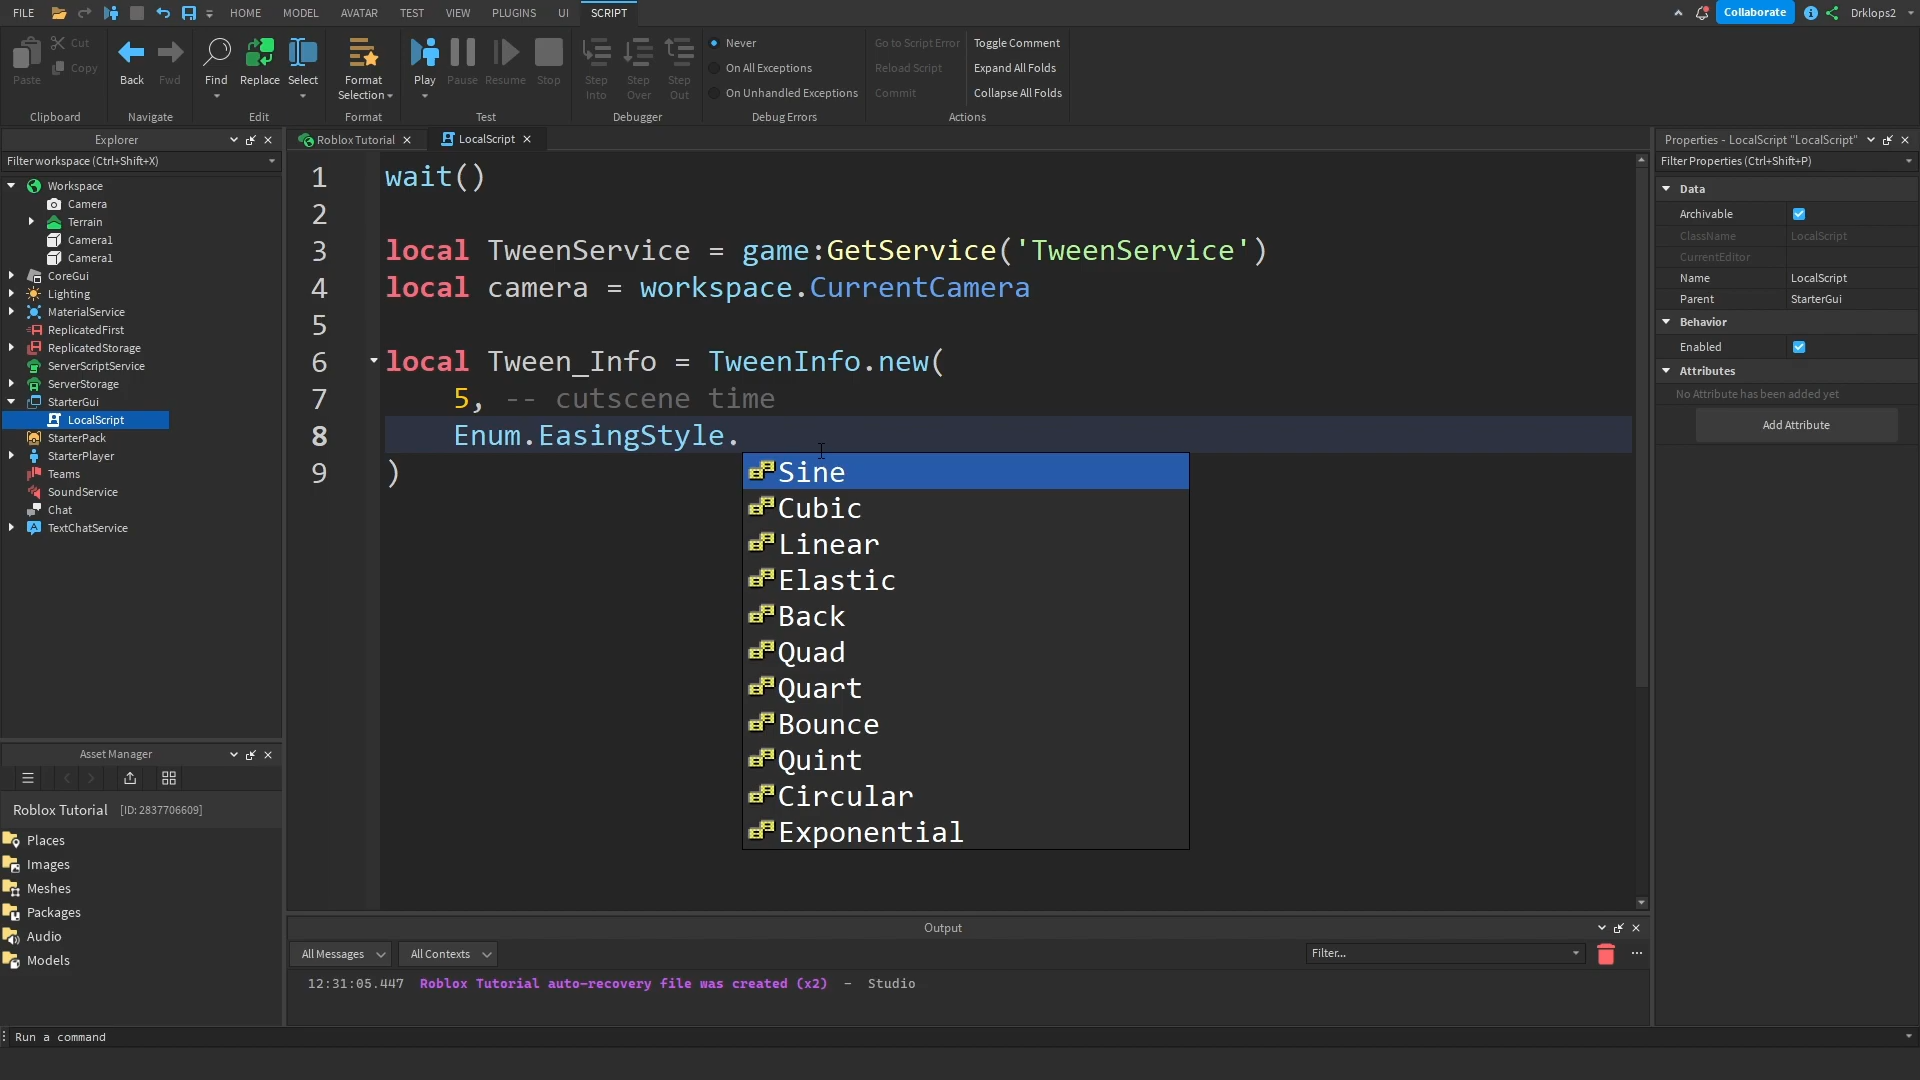 FILE HOME MODEL AVATAR TEST VIEW PLUGINS UI SCRIPT Collaborate Drklops2
Paste Cut Copy Back Fwd Find Replace Select Format Selection Play Pause Resume Stop Step Into Step Over Step Out
Never Go to Script Error Toggle Comment
On All Exceptions Reload Script Expand All Folds
On Unhandled Exceptions Commit Collapse All Folds
Clipboard Navigate Edit Format Test Debugger Debug Errors Actions
Explorer
Filter workspace (Ctrl+Shift+X)
Workspace
Camera
Terrain
Camera1
Camera1
CoreGui
Lighting
MaterialService
ReplicatedFirst
ReplicatedStorage
ServerScriptService
ServerStorage
StarterGui
LocalScript
StarterPack
StarterPlayer
Teams
SoundService
Chat
TextChatService
Asset Manager
Roblox Tutorial [ID: 2837706609]
Places
Images
Meshes
Packages
Audio
Models
Roblox Tutorial LocalScript
1 wait()
2
3 local TweenService = game:GetService('TweenService')
4 local camera = workspace.CurrentCamera
5
6 local Tween_Info = TweenInfo.new(
7 5, -- cutscene time
8 Enum.EasingStyle.
9 )
Sine
Cubic
Linear
Elastic
Back
Quad
Quart
Bounce
Quint
Circular
Exponential
Output
All Messages All Contexts Filter...
12:31:05.447 Roblox Tutorial auto-recovery file was created (x2) – Studio
Properties - LocalScript "LocalScript"
Filter Properties (Ctrl+Shift+P)
Data
Archivable
ClassName LocalScript
CurrentEditor
Name LocalScript
Parent StarterGui
Behavior
Enabled
Attributes
No Attribute has been added yet
Add Attribute
Run a command